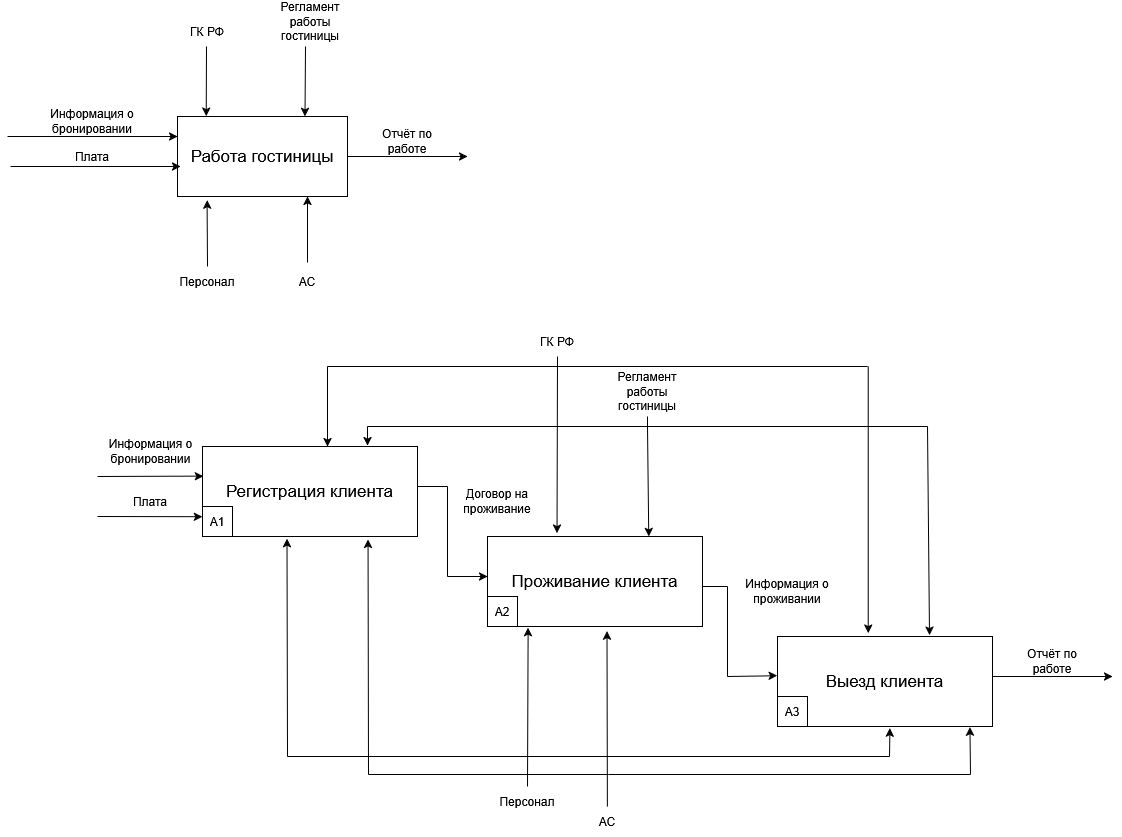 Регламент
работы
гостиницы
ГК РФ
Информация о
бронировании
Плата
Работа гостиницы
Отчёт по
работе
Персонал
АС
ГК РФ
Регламент
работы
гостиницы
Информация о
бронировании
Плата
Регистрация клиента
А1
Договор на
проживание
Проживание клиента
А2
Информация о
проживании
Выезд клиента
А3
Отчёт по
работе
Персонал
АС